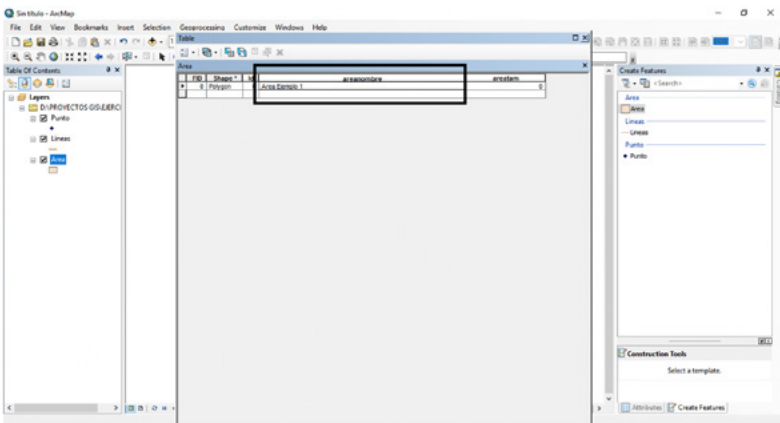 Sin título - ArcMap
File Edit View Bookmarks Insert Selection Geoprocessing Customize Windows Help
Table
Table Of Contents
Area
Create Features
FID Shape * Id areanombre areatam
0 Polygon Area Ejemplo 1 0
<Search>
Layers
D:\PROYECTOS GIS\EJERCI
Punto
Lineas
Area
Area
Area
Lineas
Lineas
Punto
Punto
Construction Tools
Select a template.
Attributes Create Features